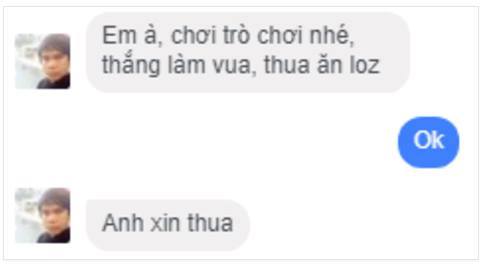 Em à, chơi trò chơi nhé,
thắng làm vua, thua ăn loz
Ok
Anh xin thua